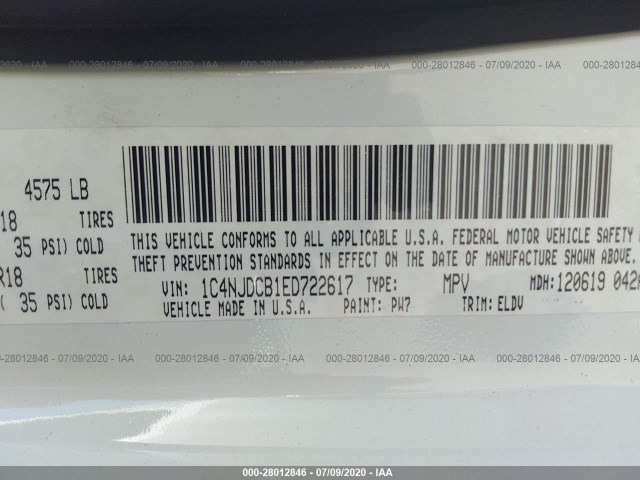 000-28012846 - 07/09/2020 - IAA
4575 LB
18 TIRES
35 PSI) COLD
R18 TIRES
35 PSI) COLD
THIS VEHICLE CONFORMS TO ALL APPLICABLE U.S.A. FEDERAL MOTOR VEHICLE SAFETY
THEFT PREVENTION STANDARDS IN EFFECT ON THE DATE OF MANUFACTURE SHOWN ABOVE.
VIN: 1C4NJDCB1ED722617 TYPE: MPV MDH: 120619 042
VEHICLE MADE IN U.S.A. PAINT: PW7 TRIM: ELDV
000-28012846 - 07/09/2020 - IAA
000-28012846 - 07/09/2020 - IAA